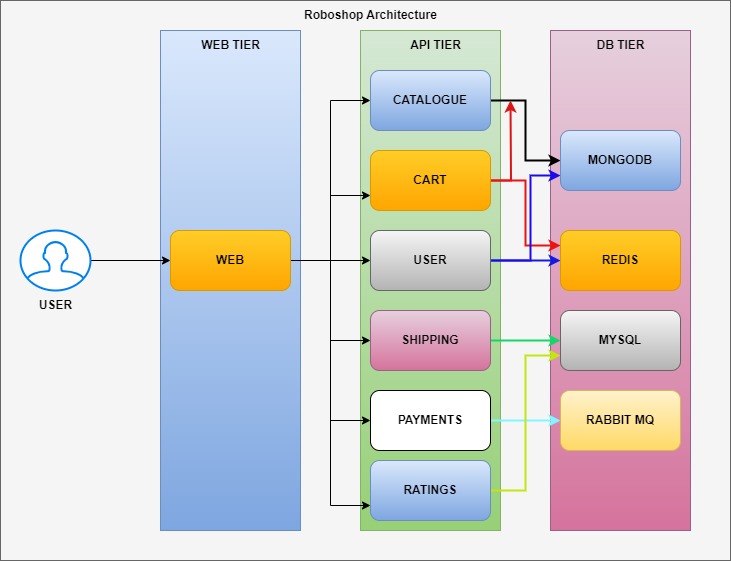 Roboshop Architecture
WEB TIER
API TIER
DB TIER
CATALOGUE
CART
USER
SHIPPING
PAYMENTS
RATINGS
MONGODB
REDIS
MYSQL
RABBIT MQ
WEB
USER